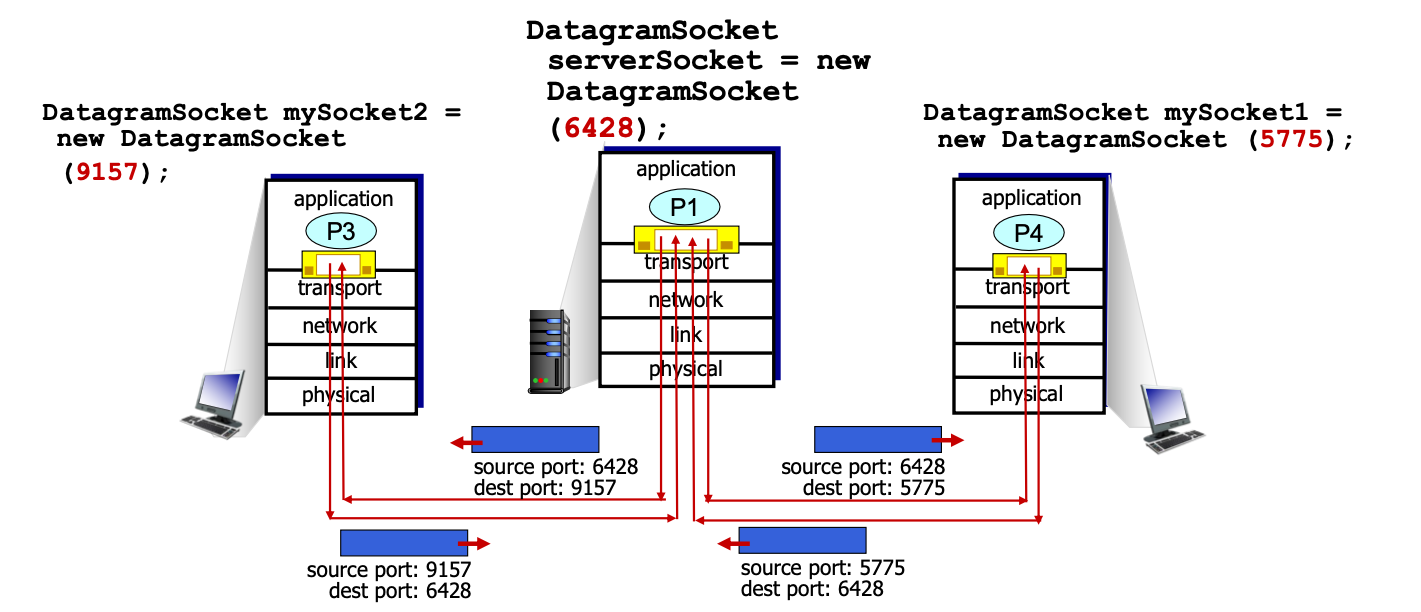 DatagramSocket
serverSocket = new
DatagramSocket
(6428);
DatagramSocket mySocket2 =
new DatagramSocket
(9157);
DatagramSocket mySocket1 =
new DatagramSocket (5775);
application
P3
transport
network
link
physical
application
P1
transport
network
link
physical
application
P4
transport
network
link
physical
source port: 6428
dest port: 9157
source port: 6428
dest port: 5775
source port: 9157
dest port: 6428
source port: 5775
dest port: 6428